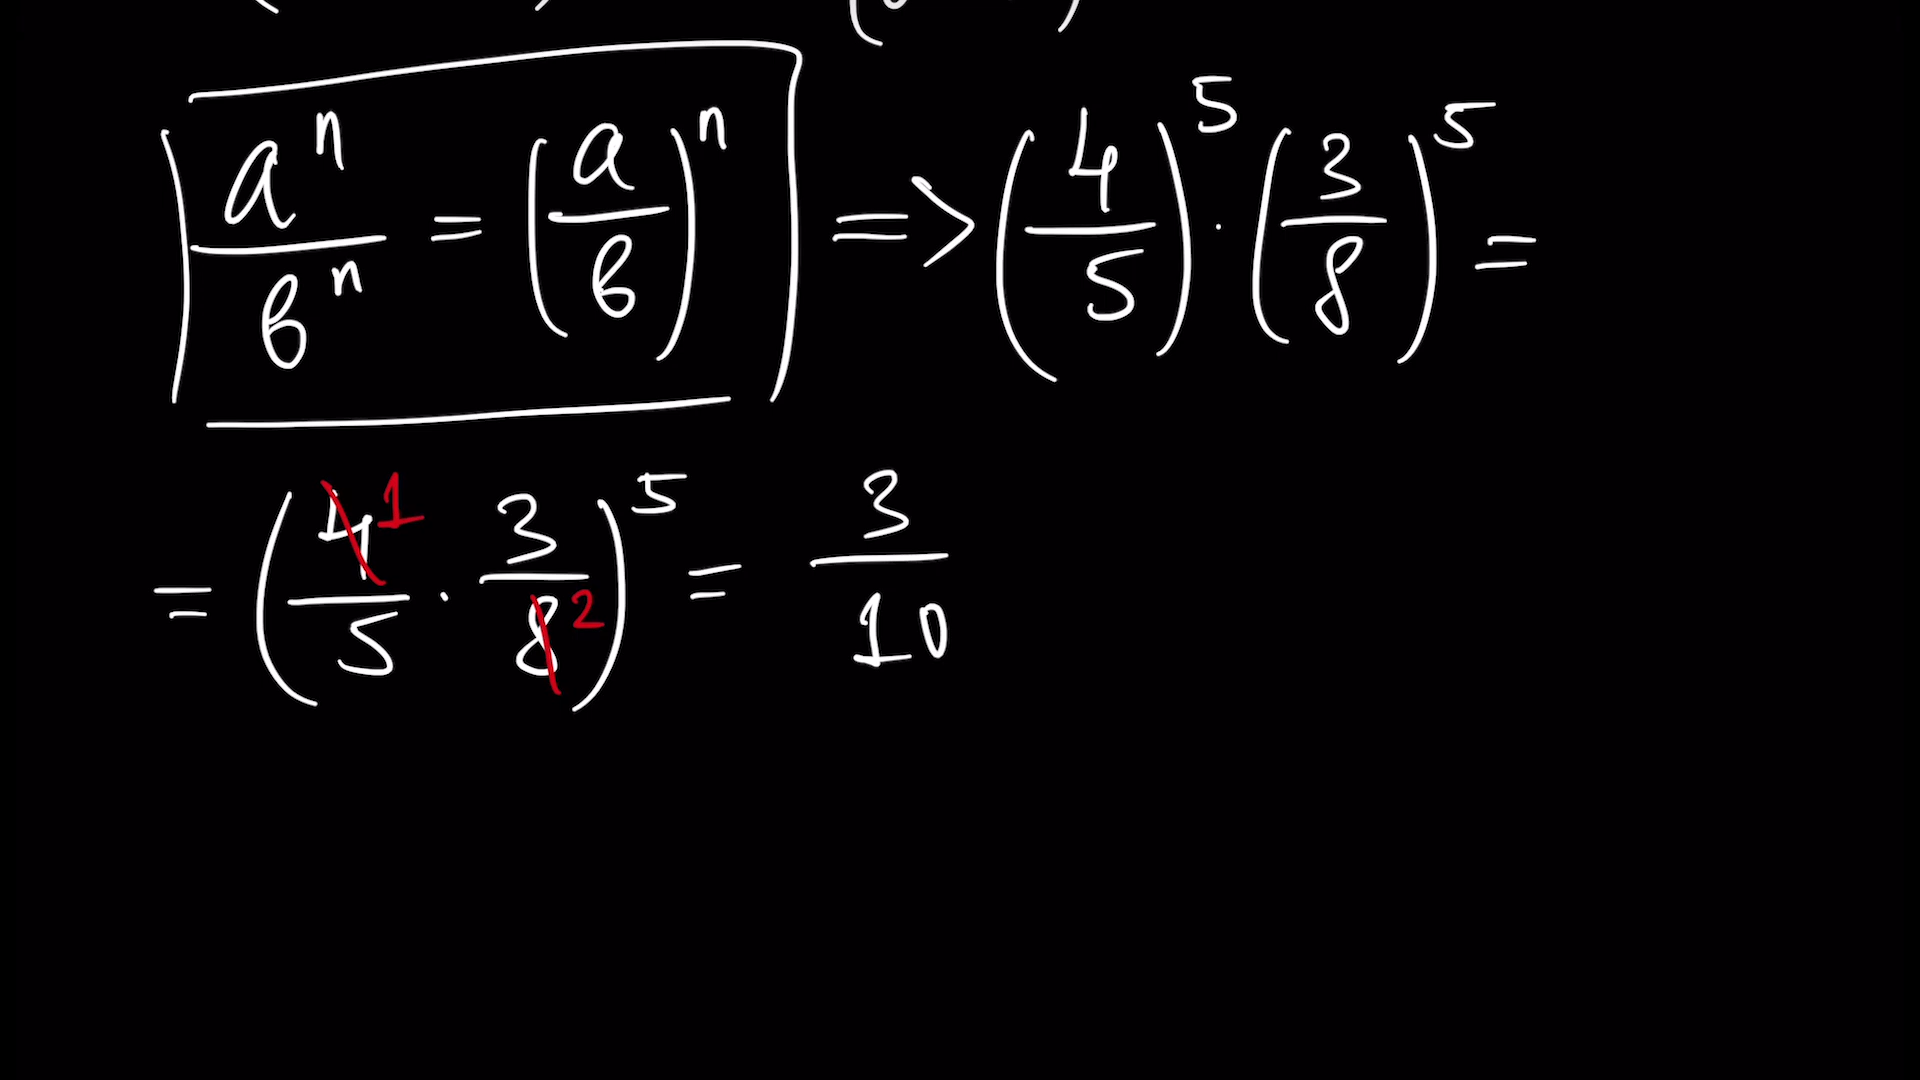 a^n / b^n = (a / b)^n => (4 / 5)^5 · (3 / 8)^5 =
= (4 1 / 5 · 3 / 8 2)^5 = 3 / 10